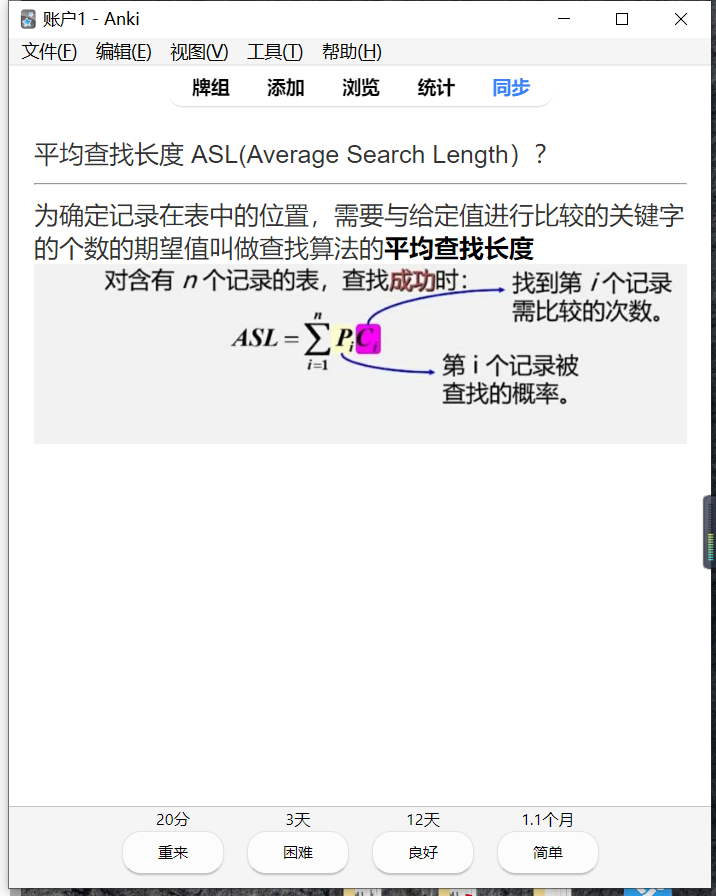 账户1 - Anki
文件(F) 编辑(E) 视图(V) 工具(T) 帮助(H)
牌组 添加 浏览 统计 同步
平均查找长度 ASL(Average Search Length）？
为确定记录在表中的位置，需要与给定值进行比较的关键字
的个数的期望值叫做查找算法的平均查找长度
对含有 n 个记录的表，查找成功时：
找到第 i 个记录
需比较的次数。
n
ASL = ∑ PᵢCᵢ
i=1
第 i 个记录被
查找的概率。
20分 3天 12天 1.1个月
重来 困难 良好 简单